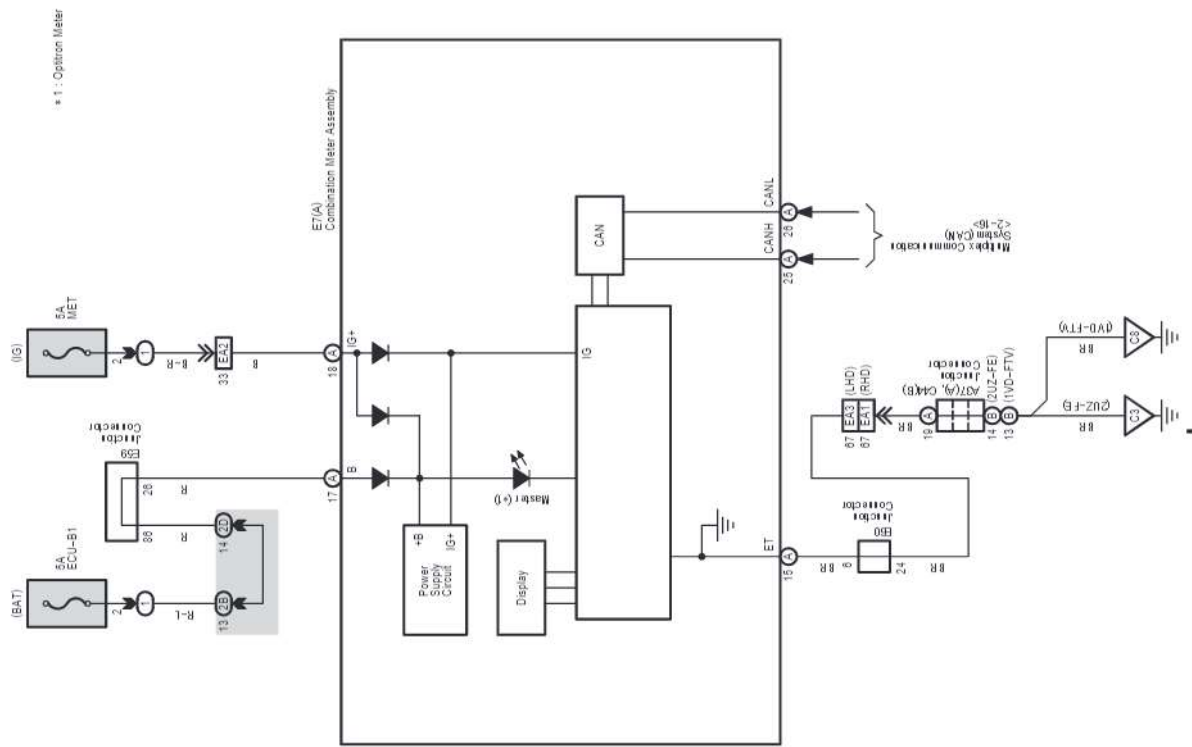 * 1 : Optitron Meter
(IG)
5A
MET
2
1
B-R
33
EA2
B
18
A
IG+
E7(A)
Combination Meter Assembly
(BAT)
5A
ECU-B1
2
1
R-L
13
2B
14
2D
R
86
26
E59
Junction
Connector
R
17
A
B
+B
IG+
Power
Supply
Circuit
Master(*1)
Display
IG
CAN
CANH
CANL
25
A
26
A
Multiplex Communication
System (CAN)
<2-16>
ET
15
A
BR
6
24
E60
Junction
Connector
BR
67
EA3
(LHD)
67
EA1
(RHD)
BR
19
A
A37(A), C44(B)
Junction
Connector
14
B
(2UZ-FE)
13
B
(1VD-FTV)
BR
(2UZ-FE)
BR
(1VD-FTV)
C3
C8